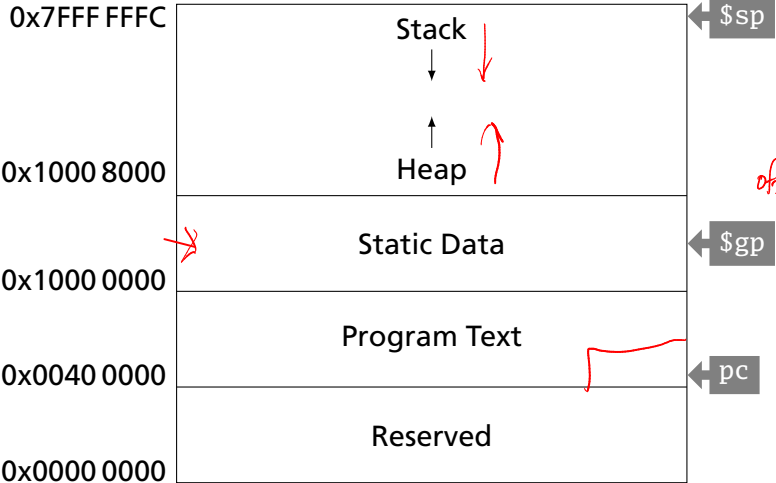 0x7FFF FFFC
$sp
Stack
Heap
0x1000 8000
Static Data
$gp
0x1000 0000
Program Text
0x0040 0000
pc
Reserved
0x0000 0000